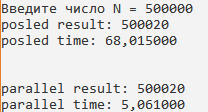 Введите число N = 500000
posled result: 500020
posled time: 68,015000
parallel result: 500020
parallel time: 5,061000